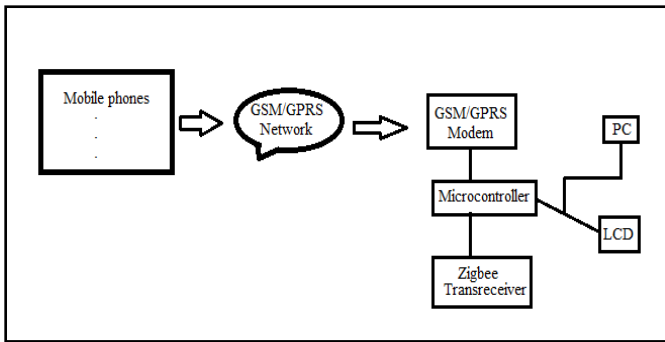 Mobile phones
.
.
.
GSM/GPRS
Network
GSM/GPRS
Modem
PC
Microcontroller
LCD
Zigbee
Transreceiver